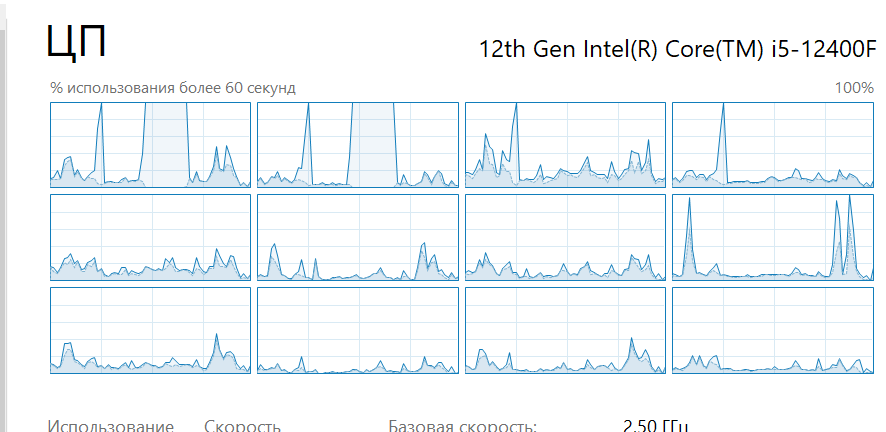 ЦП
12th Gen Intel(R) Core(TM) i5-12400F
% использования более 60 секунд 100%
Использование Скорость Базовая скорость: 2,50 ГГц